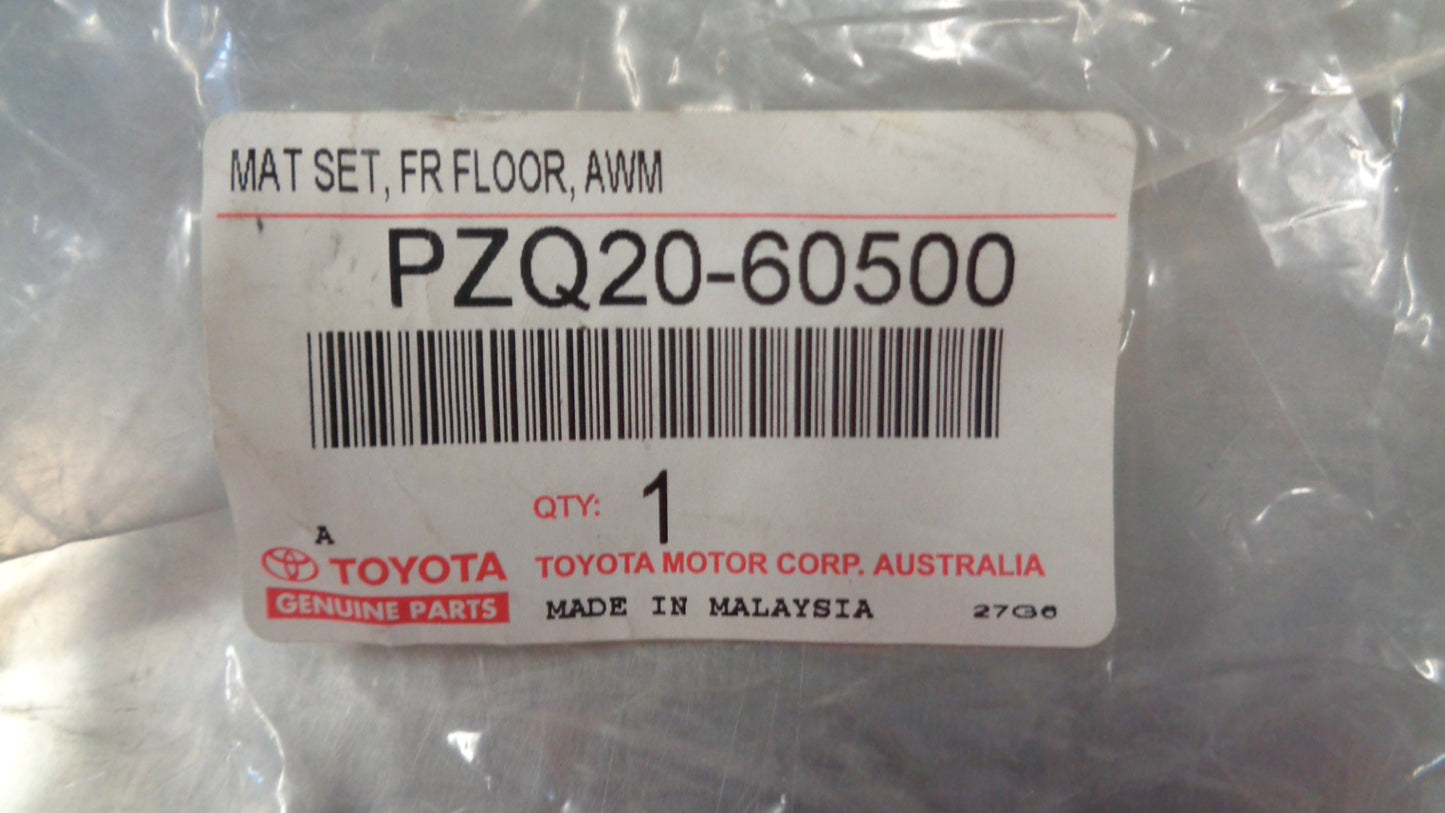 MAT SET, FR FLOOR, AWM
PZQ20-60500
QTY: 1
A
TOYOTA
GENUINE PARTS
TOYOTA MOTOR CORP. AUSTRALIA
MADE IN MALAYSIA